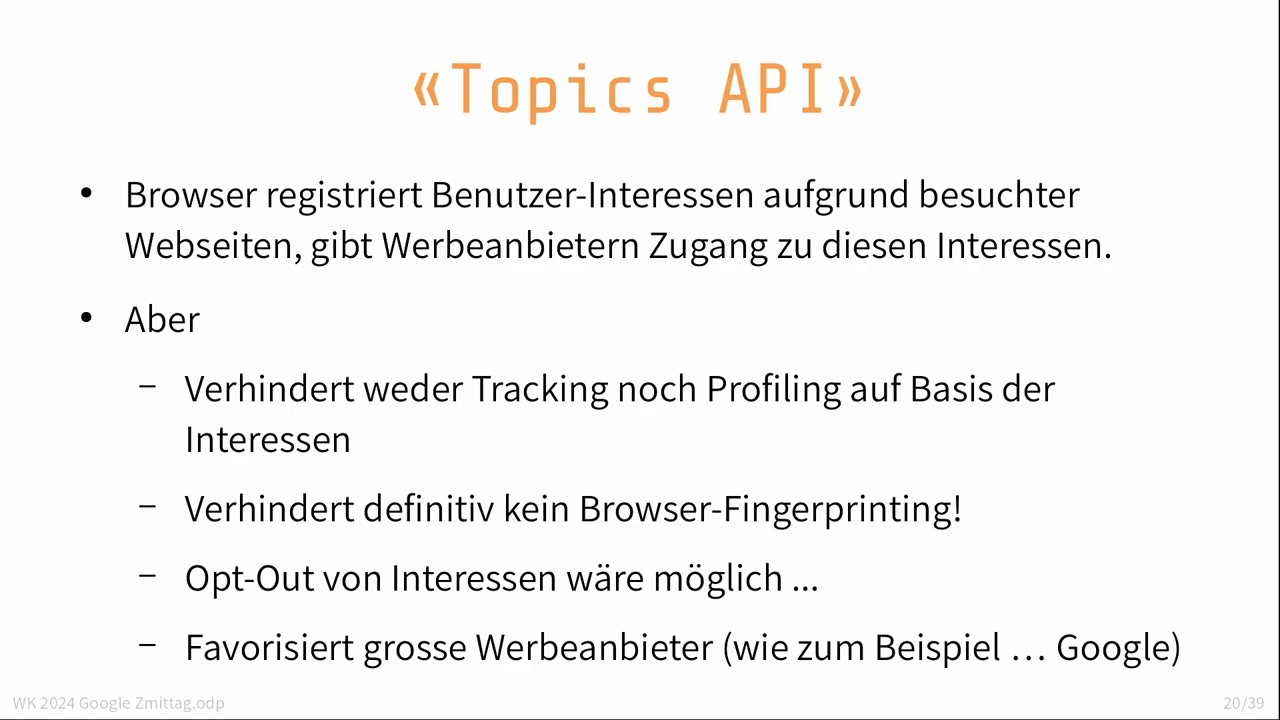 «Topics API»
• Browser registriert Benutzer-Interessen aufgrund besuchter
Webseiten, gibt Werbeanbietern Zugang zu diesen Interessen.
• Aber
– Verhindert weder Tracking noch Profiling auf Basis der
Interessen
– Verhindert definitiv kein Browser-Fingerprinting!
– Opt-Out von Interessen wäre möglich ...
– Favorisiert grosse Werbeanbieter (wie zum Beispiel … Google)
WK 2024 Google Zmittag.odp
20/39